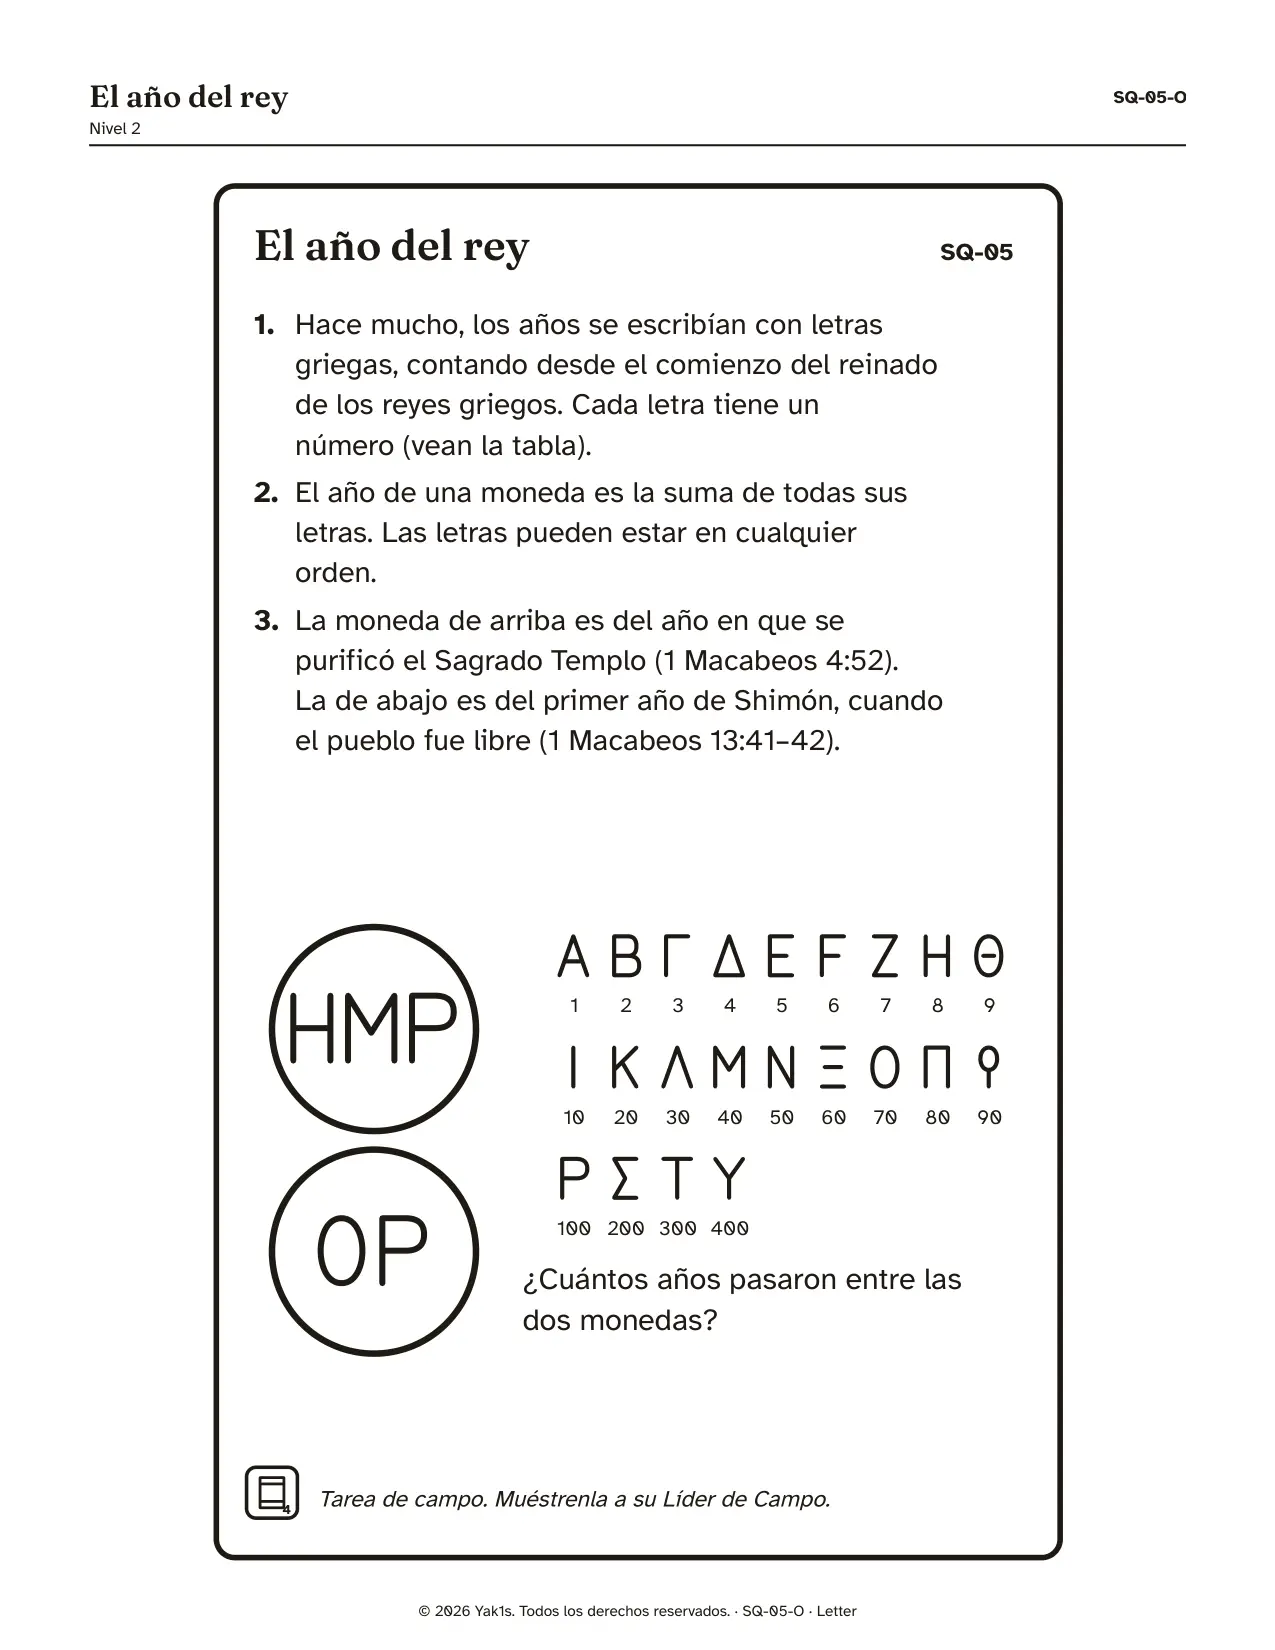 El año del rey
SQ-05-O
Nivel 2
El año del rey
SQ-05
1. Hace mucho, los años se escribían con letras
griegas, contando desde el comienzo del reinado
de los reyes griegos. Cada letra tiene un
número (vean la tabla).
2. El año de una moneda es la suma de todas sus
letras. Las letras pueden estar en cualquier
orden.
3. La moneda de arriba es del año en que se
purificó el Sagrado Templo (1 Macabeos 4:52).
La de abajo es del primer año de Shimón, cuando
el pueblo fue libre (1 Macabeos 13:41–42).
ΗΜΡ
ΟΡ
Α Β Γ Δ Ε F Ζ Η Θ
1 2 3 4 5 6 7 8 9
Ι Κ Λ Μ Ν Ξ Ο Π Ϙ
10 20 30 40 50 60 70 80 90
Ρ Σ Τ Υ
100 200 300 400
¿Cuántos años pasaron entre las
dos monedas?
4
Tarea de campo. Muéstrenla a su Líder de Campo.
© 2026 Yak1s. Todos los derechos reservados. · SQ-05-O · Letter